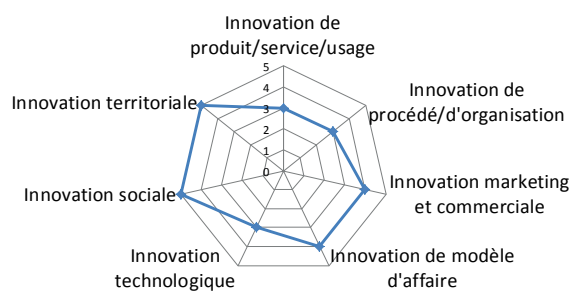 Innovation de
produit/service/usage
Innovation de
procédé/d'organisation
Innovation marketing
et commerciale
Innovation de modèle
d'affaire
Innovation
technologique
Innovation sociale
Innovation territoriale
5
4
3
2
1
0